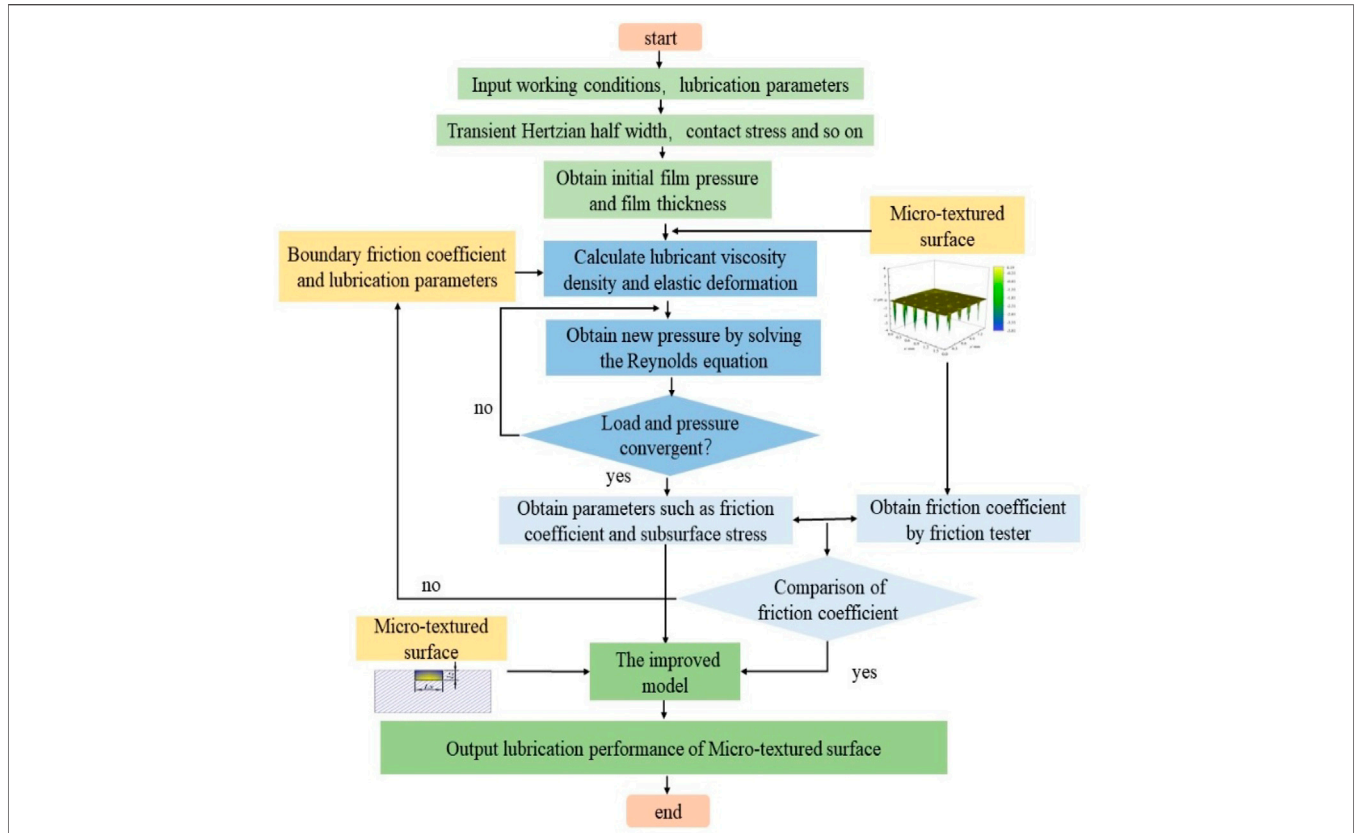 start
Input working conditions, lubrication parameters
Transient Hertzian half width, contact stress and so on
Obtain initial film pressure
and film thickness
Micro-textured
surface
Boundary friction coefficient
and lubrication parameters
Calculate lubricant viscosity
density and elastic deformation
Obtain new pressure by solving
the Reynolds equation
no
Load and pressure
convergent?
yes
Obtain parameters such as friction
coefficient and subsurface stress
Obtain friction coefficient
by friction tester
no
Comparison of
friction coefficient
Micro-textured
surface
The improved
model
yes
Output lubrication performance of Micro-textured surface
end